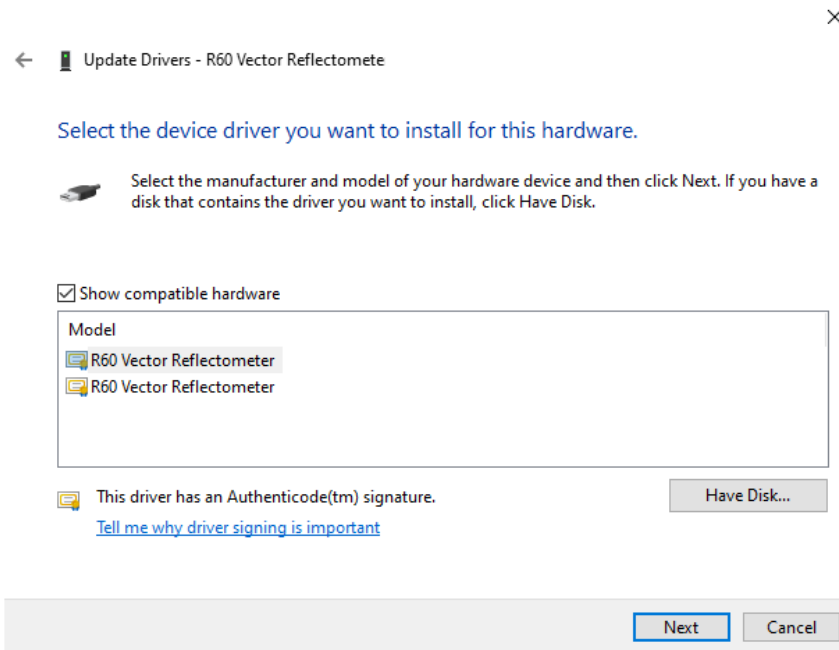 Update Drivers - R60 Vector Reflectomete
Select the device driver you want to install for this hardware.
Select the manufacturer and model of your hardware device and then click Next. If you have a
disk that contains the driver you want to install, click Have Disk.
Show compatible hardware
Model
R60 Vector Reflectometer
R60 Vector Reflectometer
This driver has an Authenticode(tm) signature.
Have Disk...
Tell me why driver signing is important
Next
Cancel